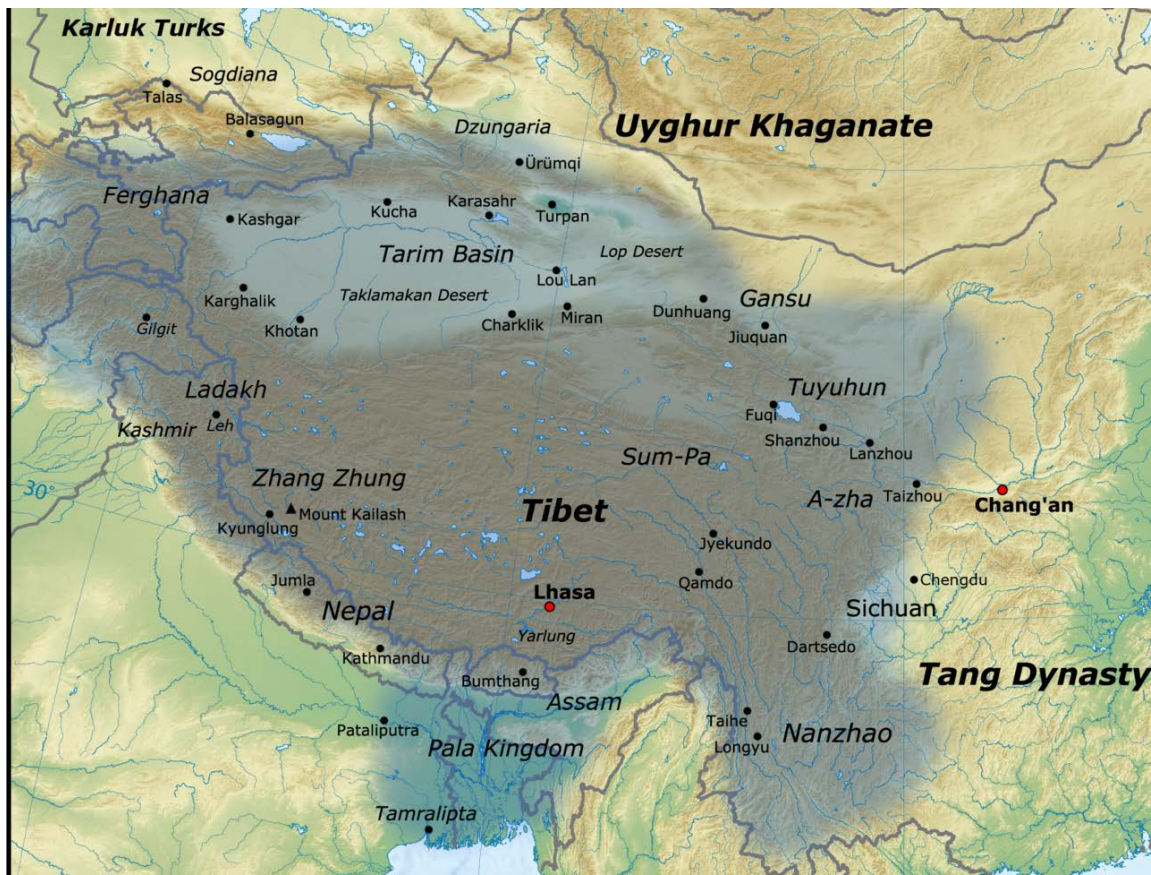 Karluk Turks
Sogdiana
Talas
Balasagun
Dzungaria
Uyghur Khaganate
Ürümqi
Ferghana
Kashgar
Kucha
Karasahr
Turpan
Tarim Basin
Lop Desert
Lou Lan
Karghalik
Taklamakan Desert
Gansu
Dunhuang
Gilgit
Khotan
Charklik
Miran
Jiuquan
Ladakh
Tuyuhun
Fuqi
Kashmir
Leh
Shanzhou
Lanzhou
Sum-Pa
Zhang Zhung
30°
A-zha
Taizhou
Chang'an
Mount Kailash
Kyunglung
Tibet
Jyekundo
Qamdo
Chengdu
Jumla
Lhasa
Nepal
Sichuan
Yarlung
Dartsedo
Kathmandu
Bumthang
Tang Dynasty
Assam
Taihe
Pataliputra
Pala Kingdom
Longyu
Nanzhao
Tamralipta